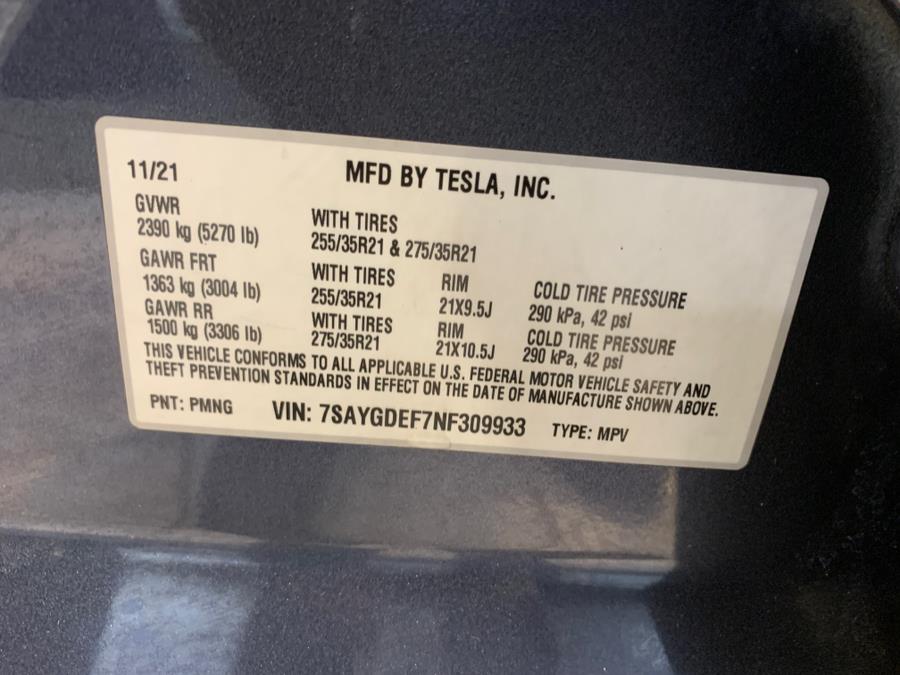 11/21 MFD BY TESLA, INC.
GVWR
2390 kg (5270 lb)
WITH TIRES
255/35R21 & 275/35R21
GAWR FRT
1363 kg (3004 lb)
WITH TIRES
255/35R21
RIM
21X9.5J
COLD TIRE PRESSURE
290 kPa, 42 psi
GAWR RR
1500 kg (3306 lb)
WITH TIRES
275/35R21
RIM
21X10.5J
COLD TIRE PRESSURE
290 kPa, 42 psi
THIS VEHICLE CONFORMS TO ALL APPLICABLE U.S. FEDERAL MOTOR VEHICLE SAFETY AND
THEFT PREVENTION STANDARDS IN EFFECT ON THE DATE OF MANUFACTURE SHOWN ABOVE.
PNT: PMNG VIN: 7SAYGDEF7NF309933 TYPE: MPV